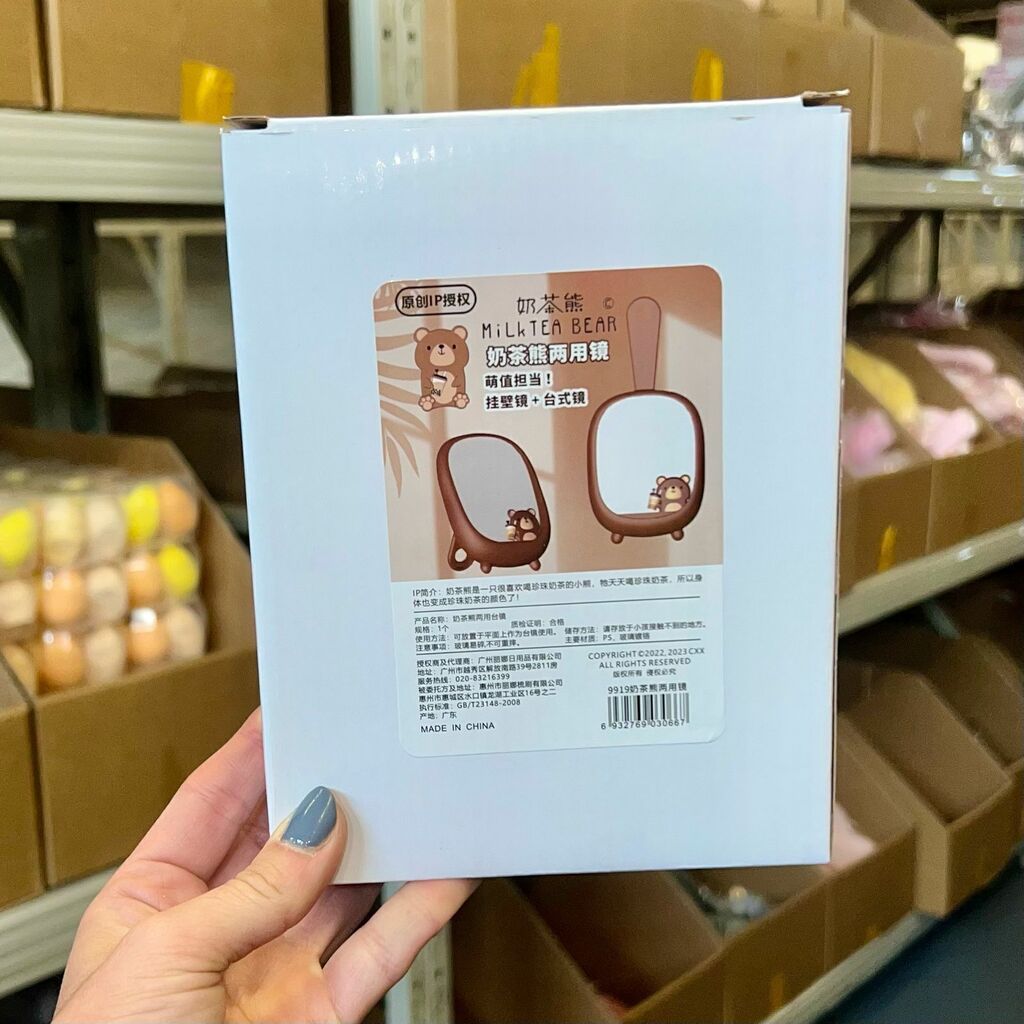 原创IP授权
奶茶熊 ©
MiLK TEA BEAR
奶茶熊两用镜
萌值担当！
挂壁镜+台式镜
IP简介：奶茶熊是一只很喜欢喝珍珠奶茶的小熊，牠天天喝珍珠奶茶，所以身
体也变成珍珠奶茶的颜色了！
产品名称：奶茶熊两用台镜
规格：1个 质检证明：合格
使用方法：可放置于平面上作为台镜使用。 储存方法：请存放于小孩接触不到的地方。
注意事项：玻璃易碎,不可重摔。 主要材质：PS、玻璃镀铬
授权商及代理商：广州丽娜日用品有限公司
地址：广州市越秀区解放南路39号2811房
服务热线：020-83216399
被委托方及地址：惠州市丽娜梳刷有限公司
惠州市惠城区水口镇龙湖工业区16号之二
执行标准：GB/T23148-2008
产地：广东
MADE IN CHINA
COPYRIGHT©2022, 2023 CXX
ALL RIGHTS RESERVED
版权所有 侵权必究
9919奶茶熊两用镜
6 932769 030667